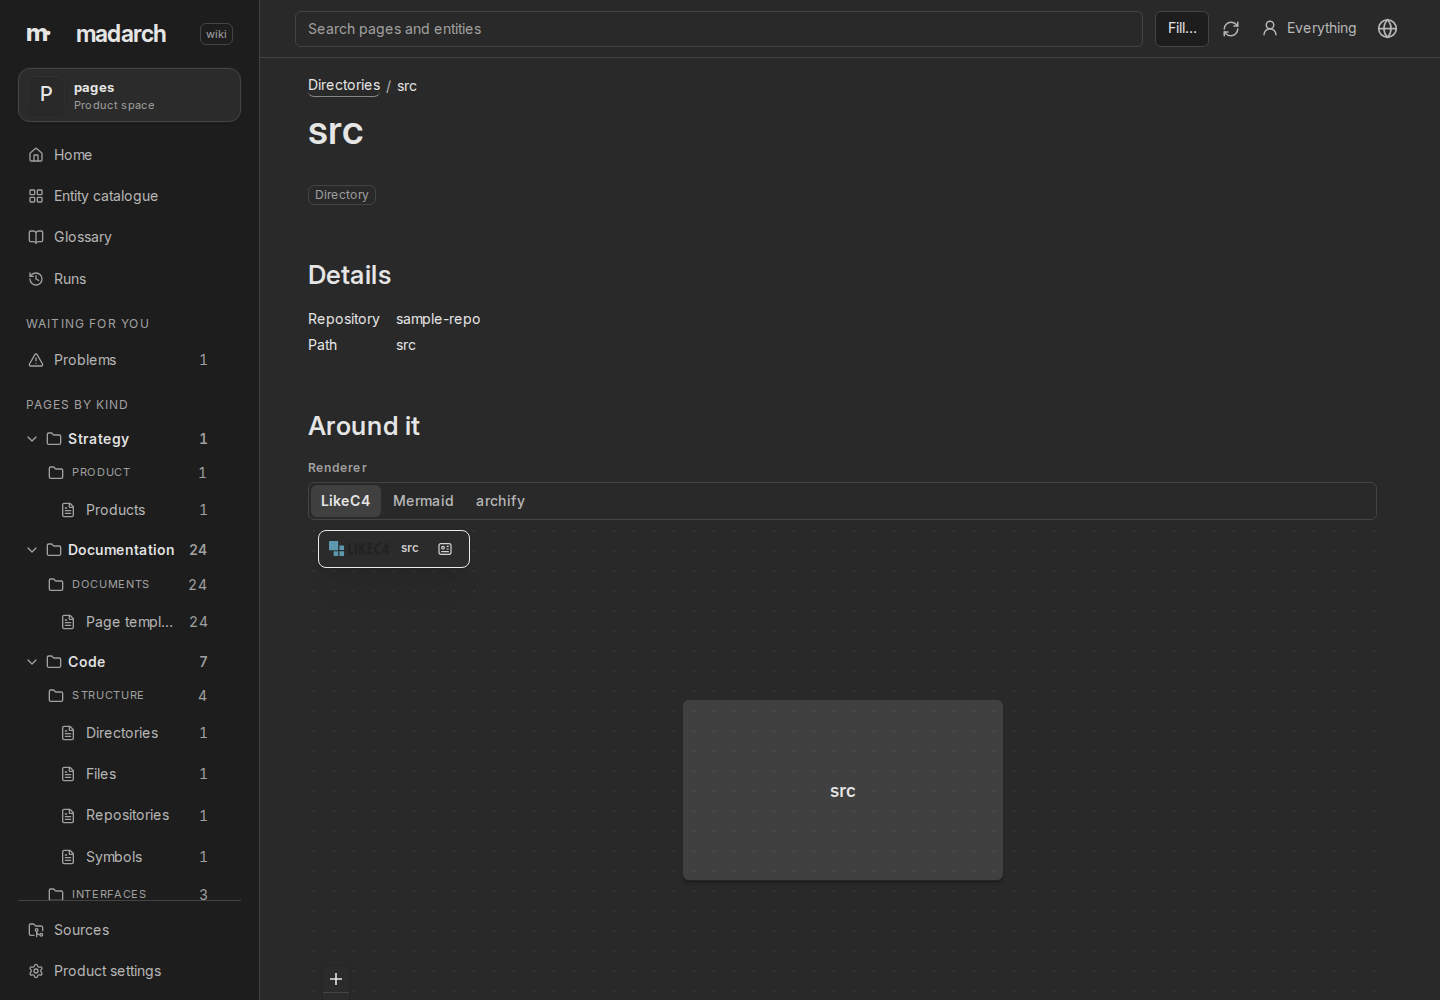 madarch
wiki
P
pages
Product space
Home
Entity catalogue
Glossary
Runs
WAITING FOR YOU
Problems 1
PAGES BY KIND
Strategy 1
PRODUCT 1
Products 1
Documentation 24
DOCUMENTS 24
Page templ... 24
Code 7
STRUCTURE 4
Directories 1
Files 1
Repositories 1
Symbols 1
INTERFACES 3
Sources
Product settings
Search pages and entities
Fill...
Everything
Directories / src
src
Directory
Details
Repository sample-repo
Path src
Around it
Renderer
LikeC4 Mermaid archify
LIKEC4 src
src